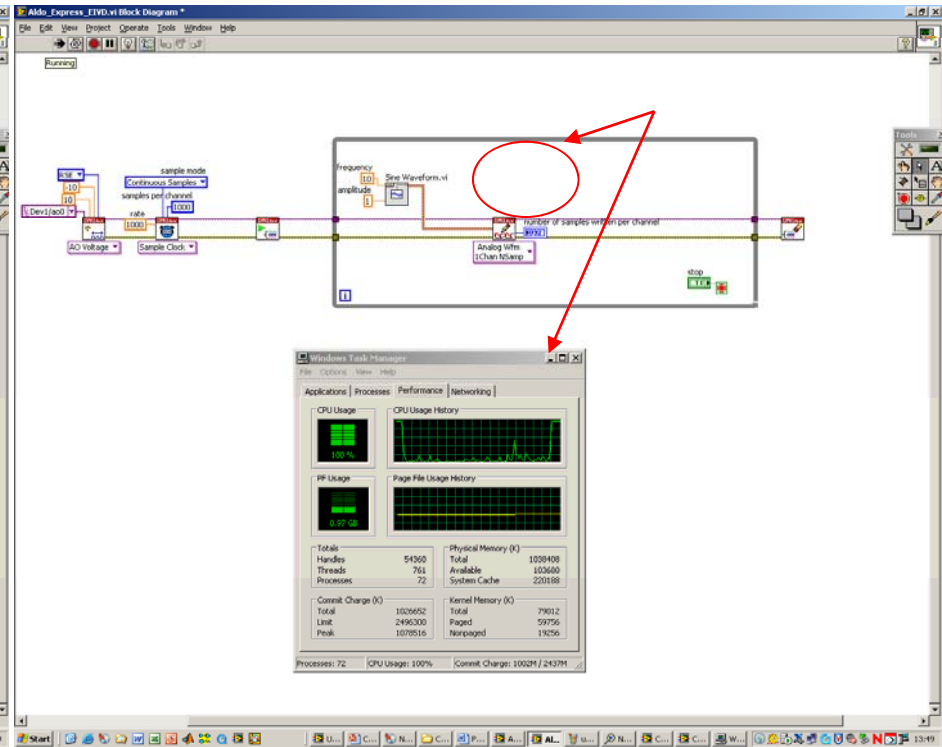 Aldo_Express_EIVD.vi Block Diagram *
File Edit View Project Operate Tools Window Help
Running
Tools
sample mode
Continuous Samples
samples per channel
1000
RSE
-10
10
Dev1/ao0
rate
1000
AO Voltage
Sample Clock
frequency
10
Sine Waveform.vi
amplitude
1
number of samples written per channel
Analog Wfm
1Chan NSamp
stop
i
Windows Task Manager
File Options View Help
Applications Processes Performance Networking
CPU Usage
CPU Usage History
100 %
PF Usage
Page File Usage History
0.97 GB
Totals
Handles 54360
Threads 761
Processes 72
Physical Memory (K)
Total 1038408
Available 103680
System Cache 220188
Commit Charge (K)
Total 1026652
Limit 2496300
Peak 1078516
Kernel Memory (K)
Total 79012
Paged 59756
Nonpaged 19256
Processes: 72 CPU Usage: 100% Commit Charge: 1002M / 2437M
Start U... C... N... C... P... A... AL... u... N... C... C... w... 13:49